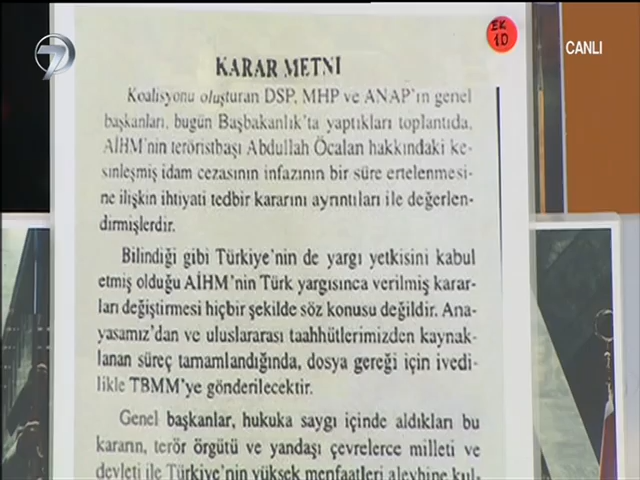 7
EK
10
CANLI
KARAR METNİ
Koalisyonu oluşturan DSP, MHP ve ANAP'ın genel
başkanları, bugün Başbakanlık'ta yaptıkları toplantıda,
AİHM'nin teröristbaşı Abdullah Öcalan hakkındaki ke-
sinleşmiş idam cezasının infazının bir süre ertelenmesi-
ne ilişkin ihtiyati tedbir kararını ayrıntıları ile değerlen-
dirmişlerdir.
Bilindiği gibi Türkiye'nin de yargı yetkisini kabul
etmiş olduğu AİHM'nin Türk yargısınca verilmiş karar-
ları değiştirmesi hiçbir şekilde söz konusu değildir. Ana-
yasamız'dan ve uluslararası taahhütlerimizden kaynak-
lanan süreç tamamlandığında, dosya gereği için ivedi-
likle TBMM'ye gönderilecektir.
Genel başkanlar, hukuka saygı içinde aldıkları bu
kararın, terör örgütü ve yandaşı çevrelerce milleti ve
devleti ile Türkiye'nin yüksek menfaatleri aleyhine kul-